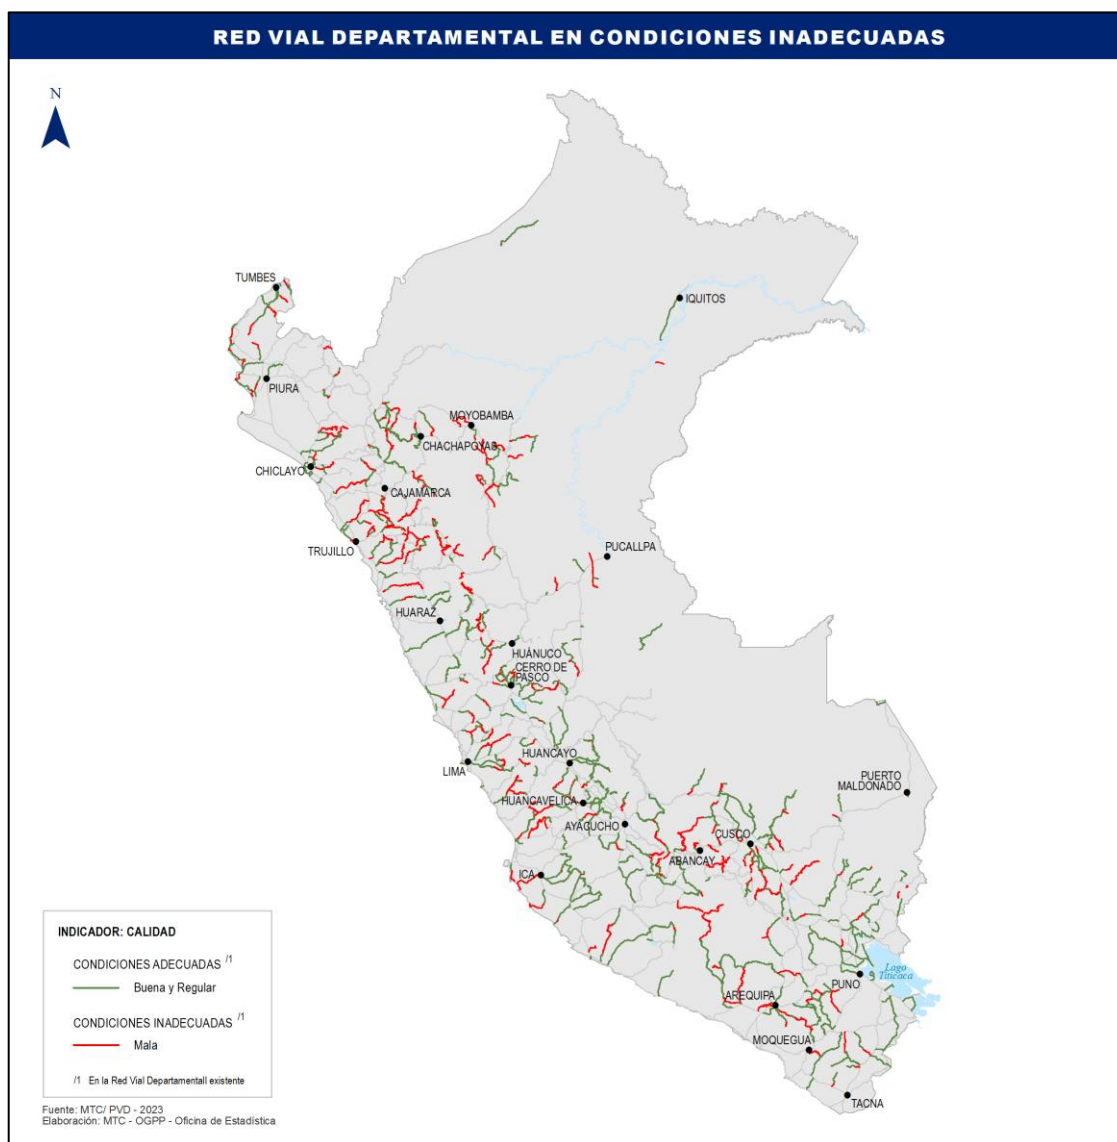 RED VIAL DEPARTAMENTAL EN CONDICIONES INADECUADAS
N
TUMBES
IQUITOS
PIURA
MOYOBAMBA
CHACHAPOYAS
CHICLAYO
CAJAMARCA
TRUJILLO
PUCALLPA
HUARAZ
HUÁNUCO
CERRO DE
PASCO
HUANCAYO
LIMA
PUERTO
MALDONADO
HUANCAVELICA
AYACUCHO
CUSCO
ABANCAY
ICA
Lago
Titicaca
PUNO
AREQUIPA
MOQUEGUA
TACNA
INDICADOR: CALIDAD
CONDICIONES ADECUADAS /1
Buena y Regular
CONDICIONES INADECUADAS /1
Mala
/1 En la Red Vial Departamentall existente
Fuente: MTC/ PVD - 2023
Elaboración: MTC - OGPP - Oficina de Estadística